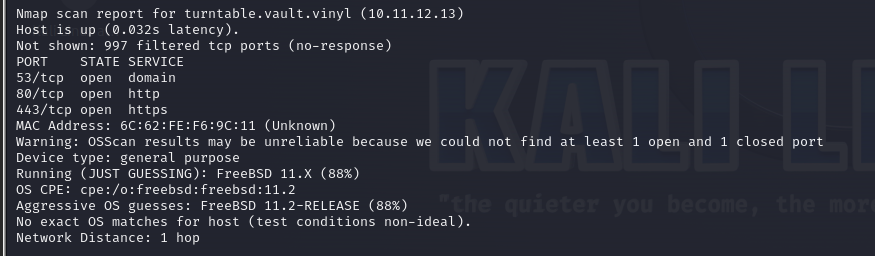 Nmap scan report for turntable.vault.vinyl (10.11.12.13)
Host is up (0.032s latency).
Not shown: 997 filtered tcp ports (no-response)
PORT    STATE SERVICE
53/tcp  open  domain
80/tcp  open  http
443/tcp open  https
MAC Address: 6C:62:FE:F6:9C:11 (Unknown)
Warning: OSScan results may be unreliable because we could not find at least 1 open and 1 closed port
Device type: general purpose
Running (JUST GUESSING): FreeBSD 11.X (88%)
OS CPE: cpe:/o:freebsd:freebsd:11.2
Aggressive OS guesses: FreeBSD 11.2-RELEASE (88%)
No exact OS matches for host (test conditions non-ideal).
Network Distance: 1 hop
KALI LI
"the quieter you become, the more